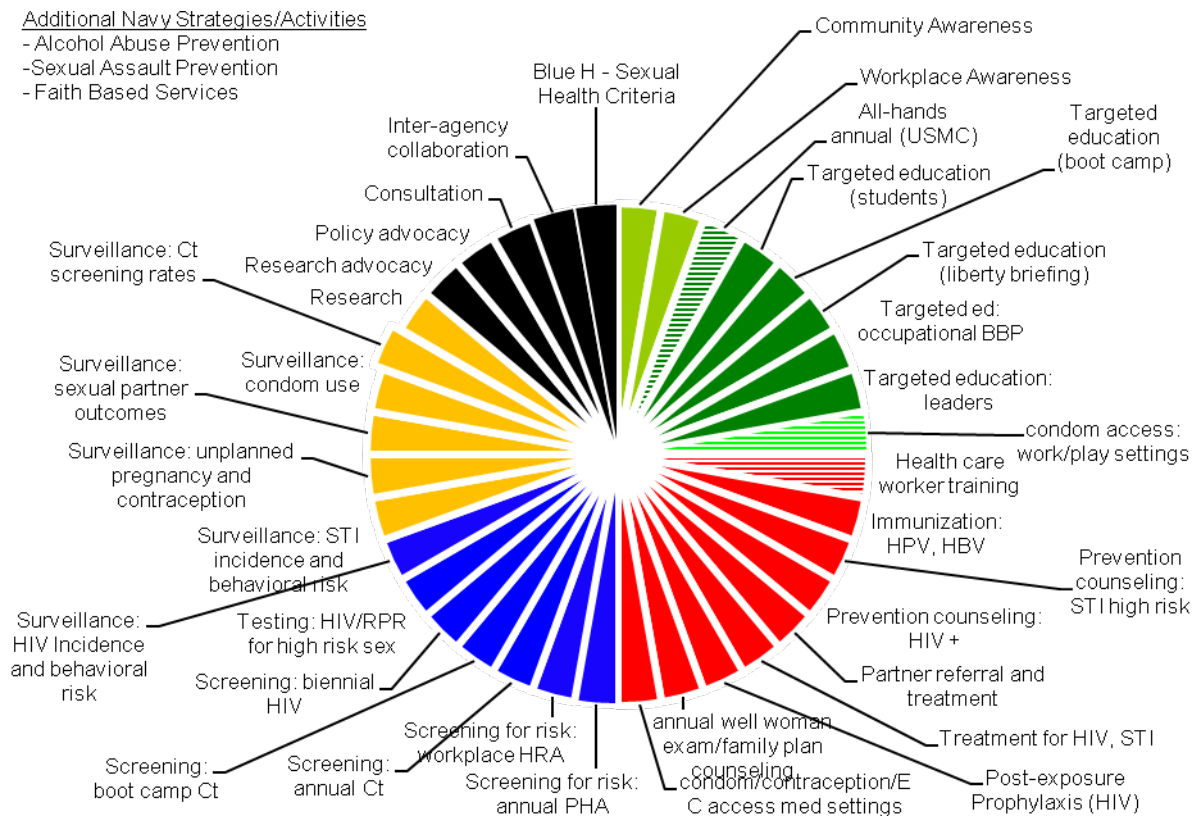 Additional Navy Strategies/Activities
- Alcohol Abuse Prevention
-Sexual Assault Prevention
- Faith Based Services
Community Awareness
Workplace Awareness
All-hands
annual (USMC)
Targeted education
(students)
Targeted
education
(boot camp)
Targeted education
(liberty briefing)
Targeted ed:
occupational BBP
Targeted education:
leaders
condom access:
work/play settings
Health care
worker training
Immunization:
HPV, HBV
Prevention
counseling:
STI high risk
Prevention counseling:
HIV +
Partner referral and
treatment
Treatment for HIV, STI
Post-exposure
Prophylaxis (HIV)
annual well woman
exam/family plan
counseling
condom/contraception/E
C access med settings
Screening for risk:
annual PHA
Screening for risk:
workplace HRA
Screening:
annual Ct
Screening:
boot camp Ct
Screening: biennial
HIV
Testing: HIV/RPR
for high risk sex
Surveillance:
HIV Incidence
and behavioral
risk
Surveillance: STI
incidence and
behavioral risk
Surveillance: unplanned
pregnancy and
contraception
Surveillance:
sexual partner
outcomes
Surveillance:
condom use
Surveillance: Ct
screening rates
Research
Research advocacy
Policy advocacy
Consultation
Inter-agency
collaboration
Blue H - Sexual
Health Criteria